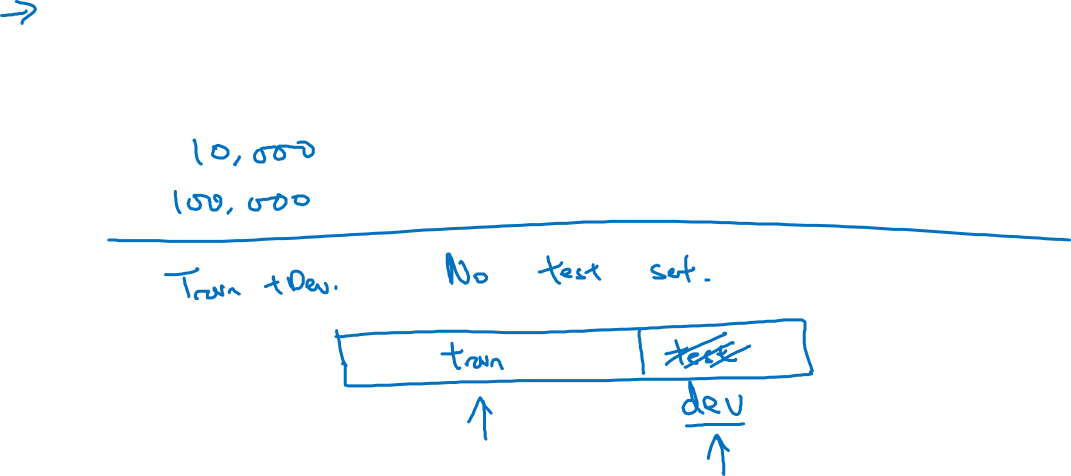 10,000
100,000
Train + Dev. No test set.
train test
dev